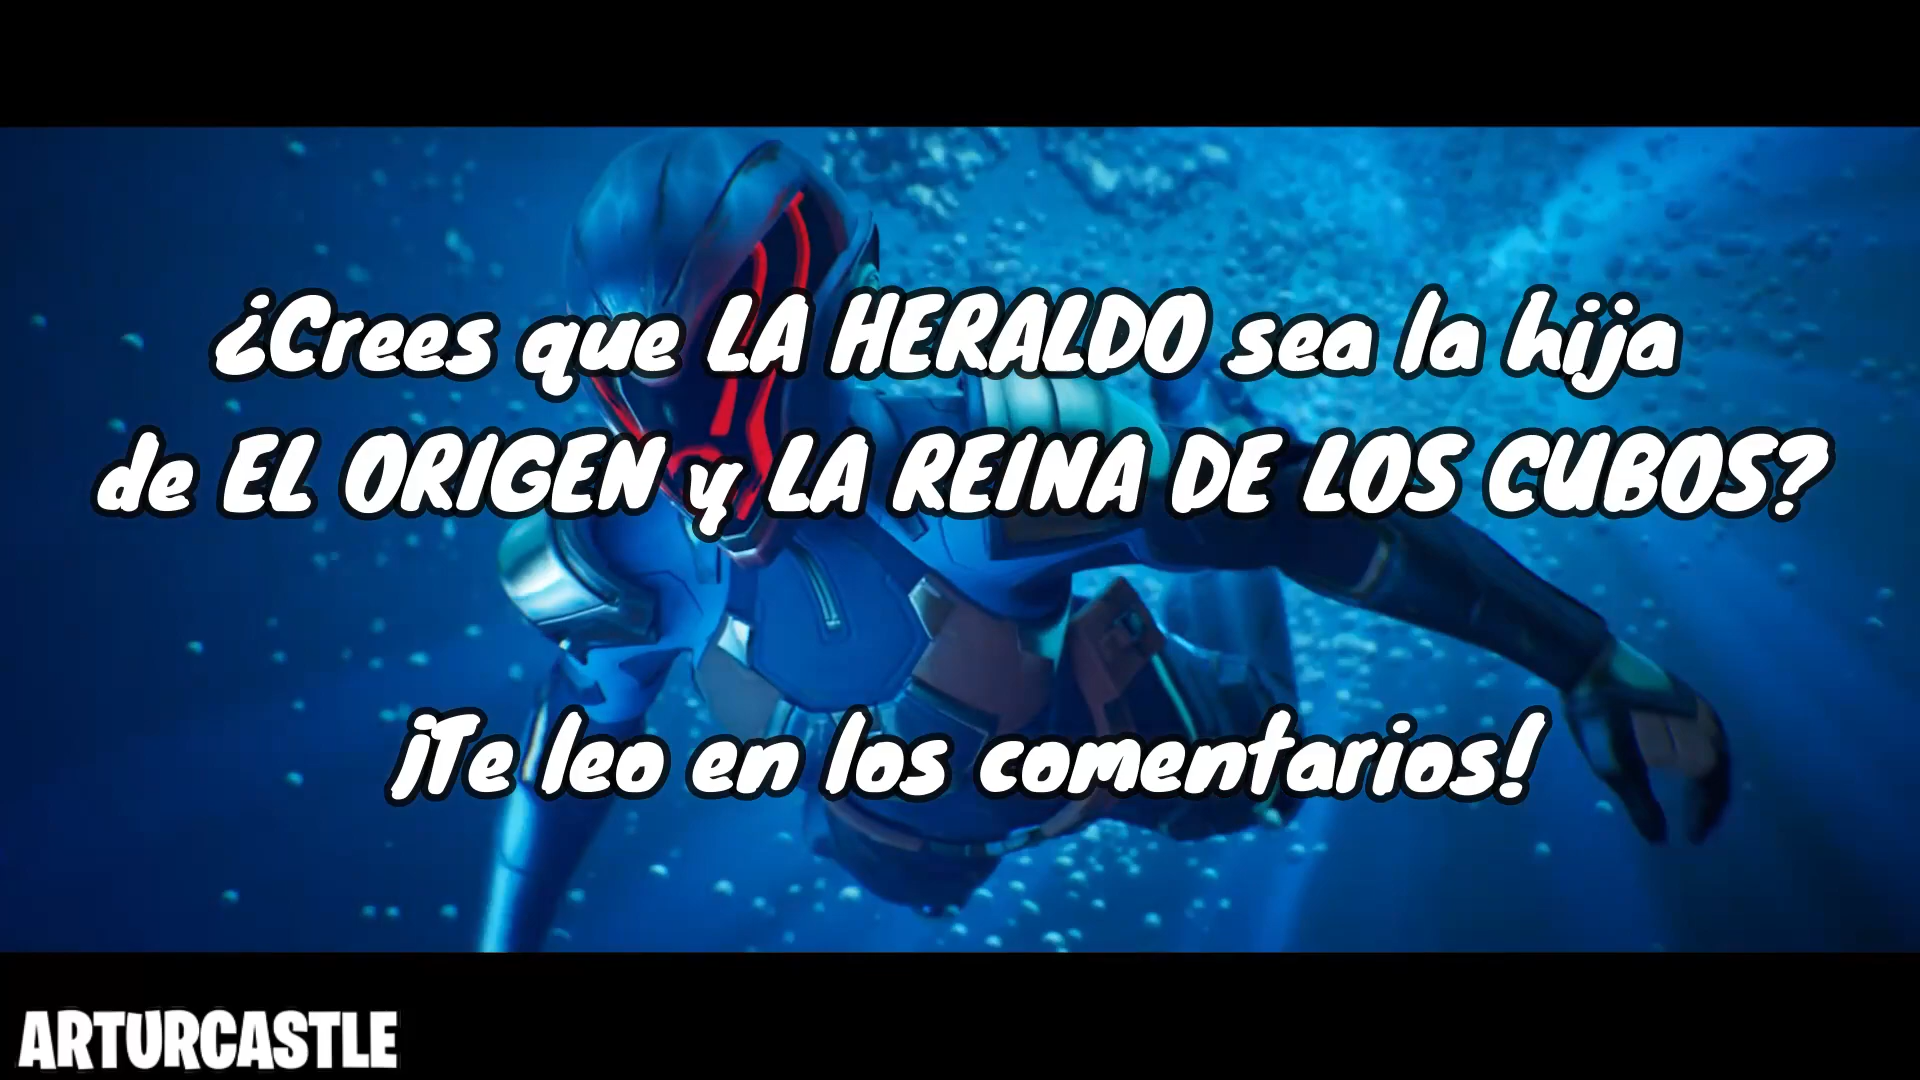 ¿Crees que LA HERALDO sea la hija
de EL ORIGEN y LA REINA DE LOS CUBOS?
¡Te leo en los comentarios!
ARTURCASTLE